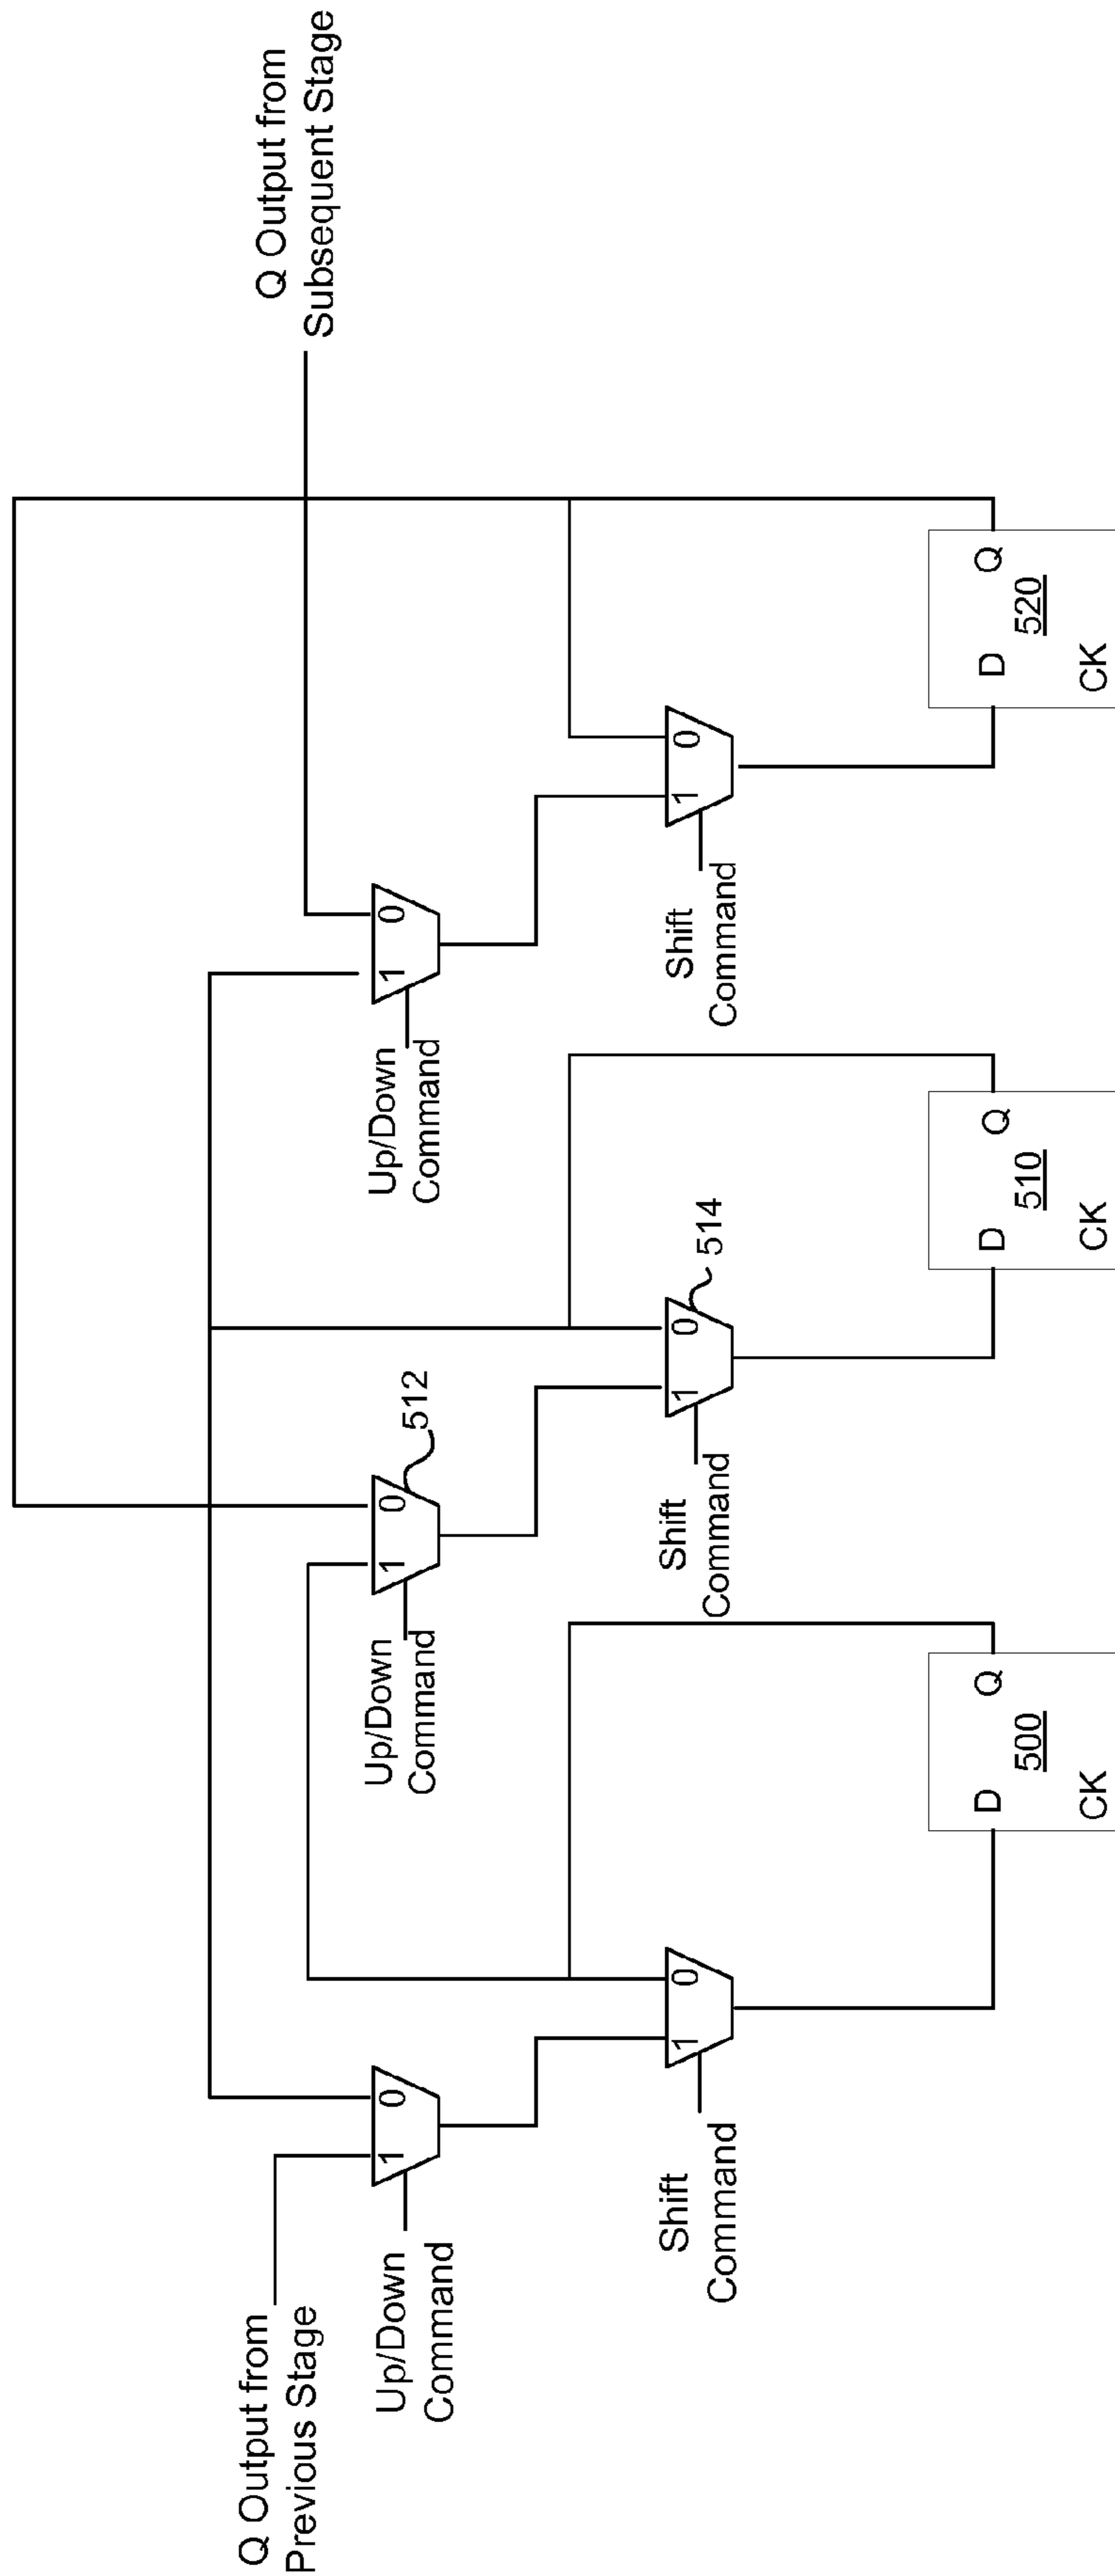 Q Output from
Previous Stage
Q Output from
Subsequent Stage
Up/Down
Command
1 0
Up/Down
Command
1 0
512
Up/Down
Command
1 0
Shift
Command
1 0
Shift
Command
1 0
514
Shift
Command
1 0
D Q
500
CK
D Q
510
CK
D Q
520
CK